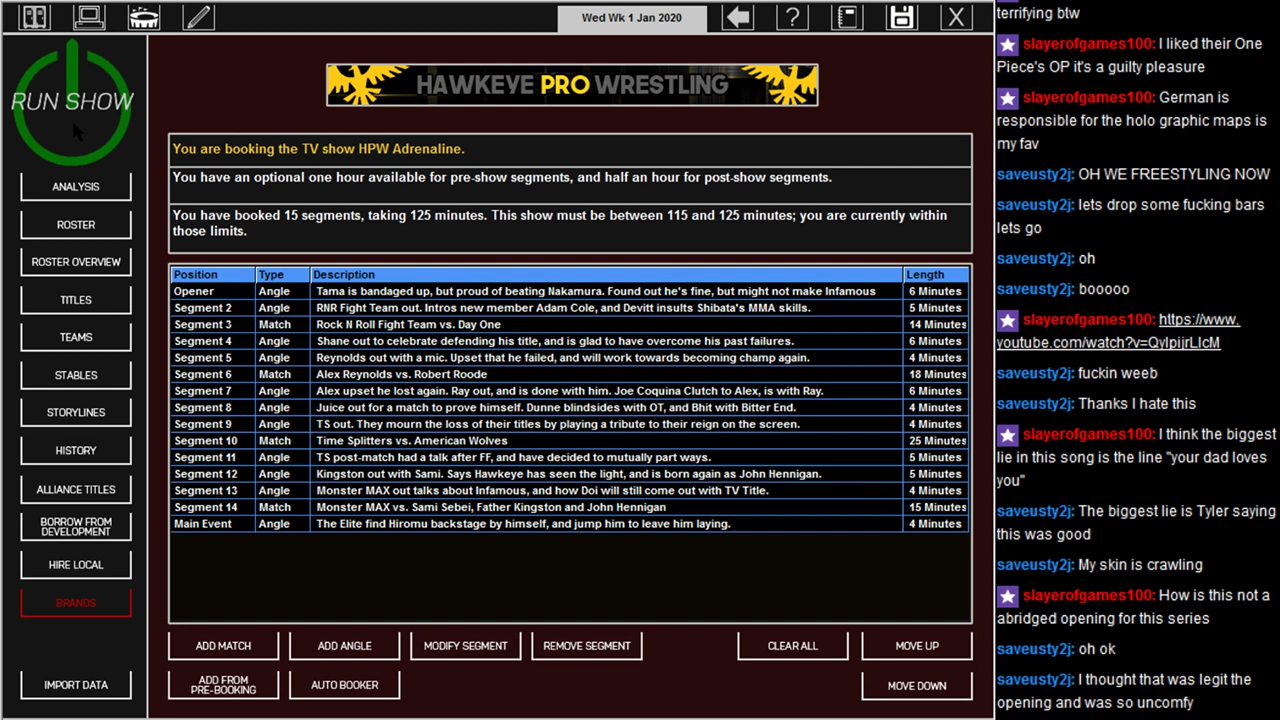 Wed Wk 1 Jan 2020
?
X
RUN SHOW
ANALYSIS
ROSTER
ROSTER OVERVIEW
TITLES
TEAMS
STABLES
STORYLINES
HISTORY
ALLIANCE TITLES
BORROW FROM
DEVELOPMENT
HIRE LOCAL
BRANDS
IMPORT DATA
HAWKEYE PRO WRESTLING
You are booking the TV show HPW Adrenaline.
You have an optional one hour available for pre-show segments, and half an hour for post-show segments.
You have booked 15 segments, taking 125 minutes. This show must be between 115 and 125 minutes; you are currently within
those limits.
Position Type Description Length
Opener Angle Tama is bandaged up, but proud of beating Nakamura. Found out he's fine, but might not make Infamous 6 Minutes
Segment 2 Angle RNR Fight Team out. Intros new member Adam Cole, and Devitt insults Shibata's MMA skills. 5 Minutes
Segment 3 Match Rock N Roll Fight Team vs. Day One 14 Minutes
Segment 4 Angle Shane out to celebrate defending his title, and is glad to have overcome his past failures. 6 Minutes
Segment 5 Angle Reynolds out with a mic. Upset that he failed, and will work towards becoming champ again. 4 Minutes
Segment 6 Match Alex Reynolds vs. Robert Roode 18 Minutes
Segment 7 Angle Alex upset he lost again. Ray out, and is done with him. Joe Coquina Clutch to Alex, is with Ray. 6 Minutes
Segment 8 Angle Juice out for a match to prove himself. Dunne blindsides with OT, and Bhit with Bitter End. 4 Minutes
Segment 9 Angle TS out. They mourn the loss of their titles by playing a tribute to their reign on the screen. 4 Minutes
Segment 10 Match Time Splitters vs. American Wolves 25 Minutes
Segment 11 Angle TS post-match had a talk after FF, and have decided to mutually part ways. 5 Minutes
Segment 12 Angle Kingston out with Sami. Says Hawkeye has seen the light, and is born again as John Hennigan. 5 Minutes
Segment 13 Angle Monster MAX out talks about Infamous, and how Doi will still come out with TV Title. 4 Minutes
Segment 14 Match Monster MAX vs. Sami Sebei, Father Kingston and John Hennigan 15 Minutes
Main Event Angle The Elite find Hiromu backstage by himself, and jump him to leave him laying. 4 Minutes
ADD MATCH
ADD ANGLE
MODIFY SEGMENT
REMOVE SEGMENT
CLEAR ALL
MOVE UP
ADD FROM
PRE-BOOKING
AUTO BOOKER
MOVE DOWN
terrifying btw
slayerofgames100: I liked their One
Piece's OP it's a guilty pleasure
slayerofgames100: German is
responsible for the holo graphic maps is
my fav
saveusty2j: OH WE FREESTYLING NOW
saveusty2j: lets drop some fucking bars
lets go
saveusty2j: oh
saveusty2j: booooo
slayerofgames100: https://www.
youtube.com/watch?v=QyIpijrLIcM
saveusty2j: fuckin weeb
saveusty2j: Thanks I hate this
slayerofgames100: I think the biggest
lie in this song is the line "your dad loves
you"
saveusty2j: The biggest lie is Tyler saying
this was good
saveusty2j: My skin is crawling
slayerofgames100: How is this not a
abridged opening for this series
saveusty2j: oh ok
saveusty2j: I thought that was legit the
opening and was so uncomfy